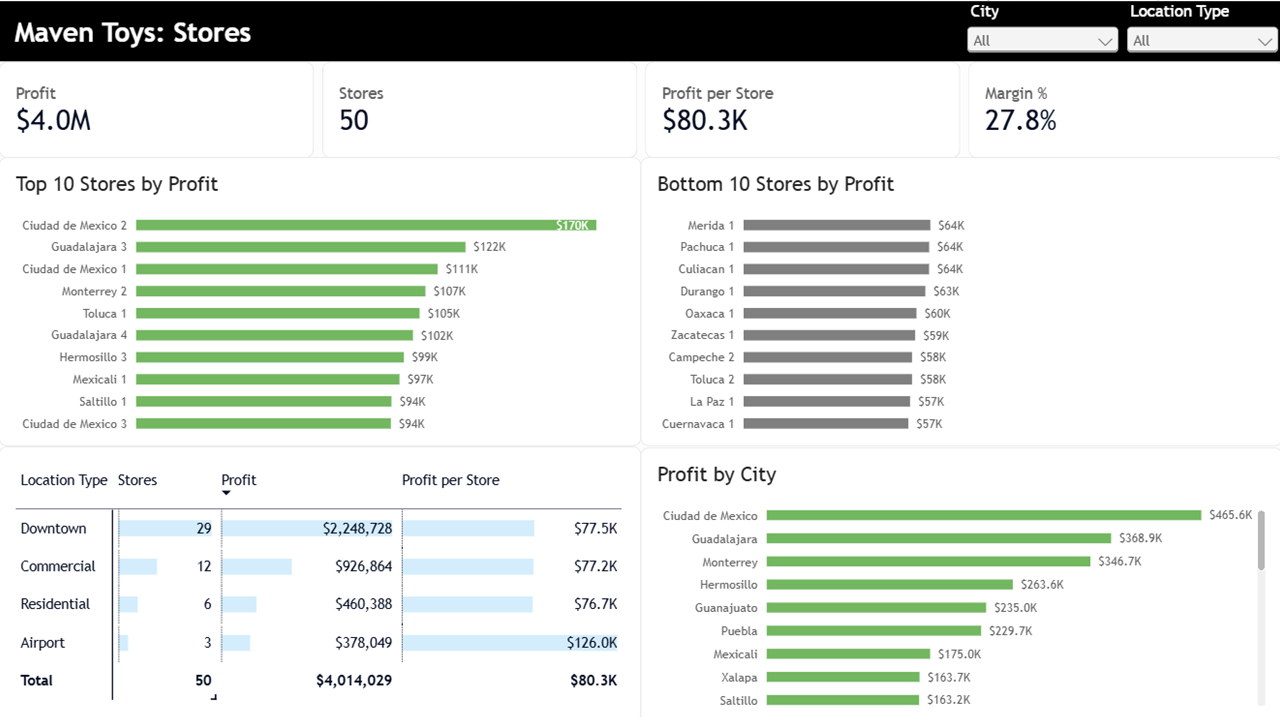 Maven Toys: Stores
City
All
Location Type
All
Profit
$4.0M
Stores
50
Profit per Store
$80.3K
Margin %
27.8%
Top 10 Stores by Profit
Ciudad de Mexico 2 $170K
Guadalajara 3 $122K
Ciudad de Mexico 1 $111K
Monterrey 2 $107K
Toluca 1 $105K
Guadalajara 4 $102K
Hermosillo 3 $99K
Mexicali 1 $97K
Saltillo 1 $94K
Ciudad de Mexico 3 $94K
Bottom 10 Stores by Profit
Merida 1 $64K
Pachuca 1 $64K
Culiacan 1 $64K
Durango 1 $63K
Oaxaca 1 $60K
Zacatecas 1 $59K
Campeche 2 $58K
Toluca 2 $58K
La Paz 1 $57K
Cuernavaca 1 $57K
Location Type Stores Profit Profit per Store
Downtown 29 $2,248,728 $77.5K
Commercial 12 $926,864 $77.2K
Residential 6 $460,388 $76.7K
Airport 3 $378,049 $126.0K
Total 50 $4,014,029 $80.3K
Profit by City
Ciudad de Mexico $465.6K
Guadalajara $368.9K
Monterrey $346.7K
Hermosillo $263.6K
Guanajuato $235.0K
Puebla $229.7K
Mexicali $175.0K
Xalapa $163.7K
Saltillo $163.2K